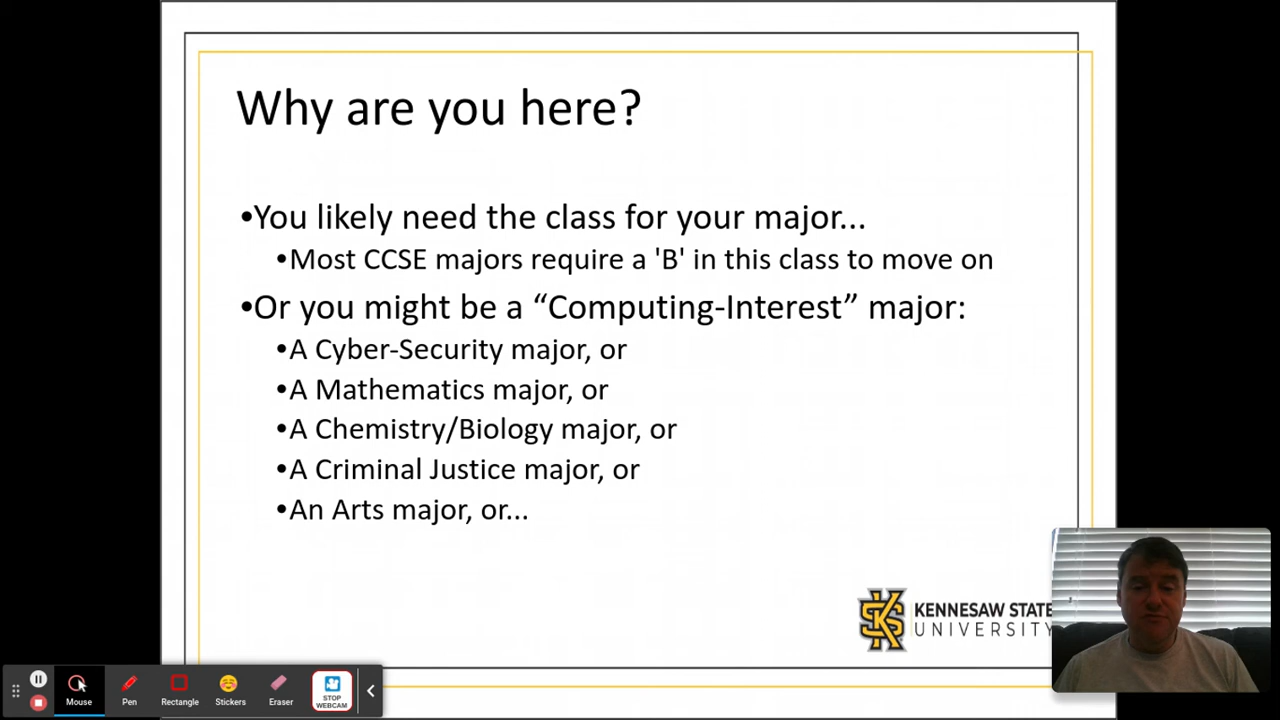 Why are you here?
•You likely need the class for your major...
•Most CCSE majors require a 'B' in this class to move on
•Or you might be a “Computing-Interest” major:
•A Cyber-Security major, or
•A Mathematics major, or
•A Chemistry/Biology major, or
•A Criminal Justice major, or
•An Arts major, or...
KENNESAW STATE
UNIVERSITY
Mouse
Pen
Rectangle
Stickers
Eraser
STOP
WEBCAM